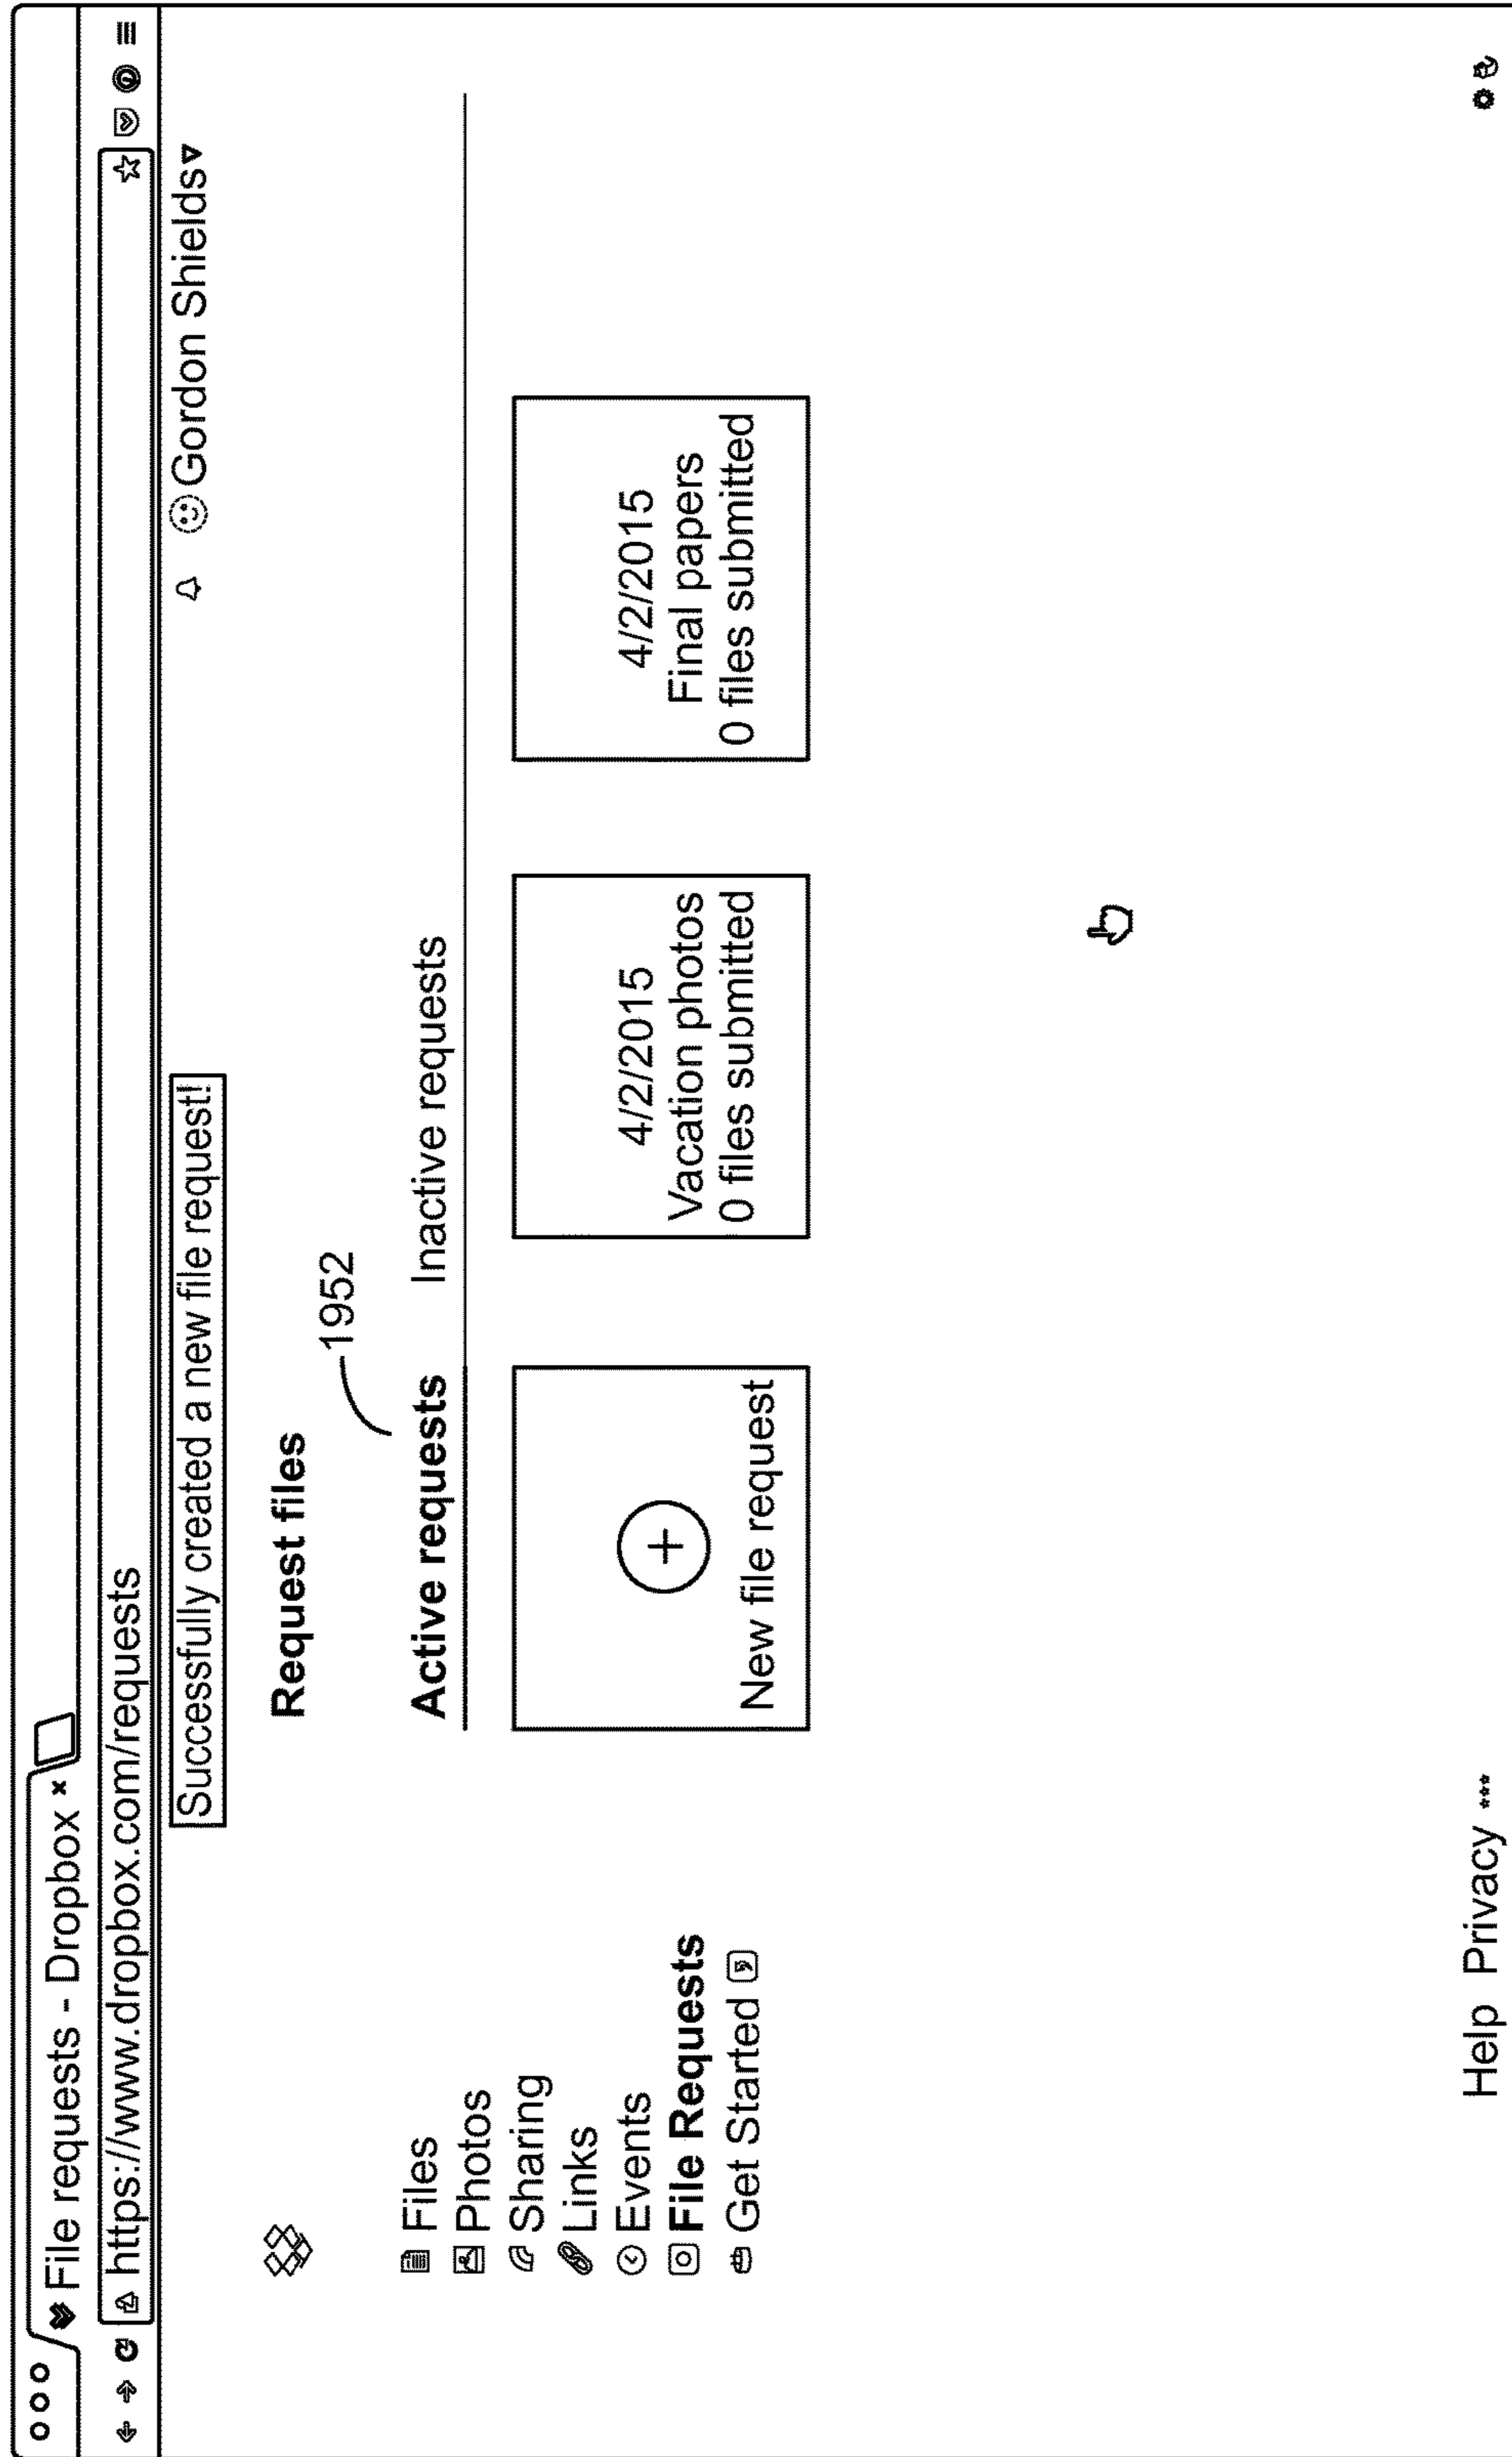 File requests - Dropbox ×
https://www.dropbox.com/requests
Successfully created a new file request!
Gordon Shields
Request files
1952
Active requests
Inactive requests
Files
Photos
Sharing
Links
Events
File Requests
Get Started
New file request
4/2/2015
Vacation photos
0 files submitted
4/2/2015
Final papers
0 files submitted
Help Privacy ***